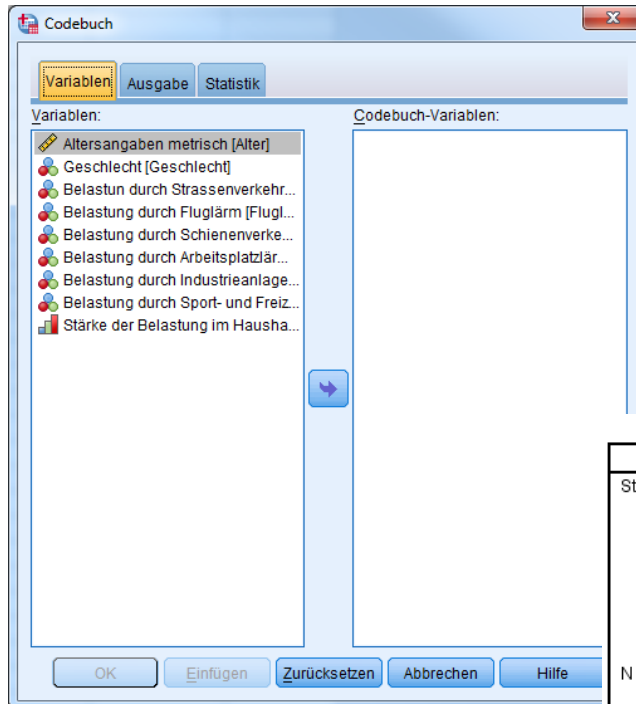 Codebuch
Variablen Ausgabe Statistik
Variablen: Codebuch-Variablen:
Altersangaben metrisch [Alter]
Geschlecht [Geschlecht]
Belastun durch Strassenverkehr...
Belastung durch Fluglärm [Flugl...
Belastung durch Schienenverke...
Belastung durch Arbeitsplatzlär...
Belastung durch Industrieanlage...
Belastung durch Sport- und Freiz...
Stärke der Belastung im Hausha...
St
N
OK Einfügen Zurücksetzen Abbrechen Hilfe